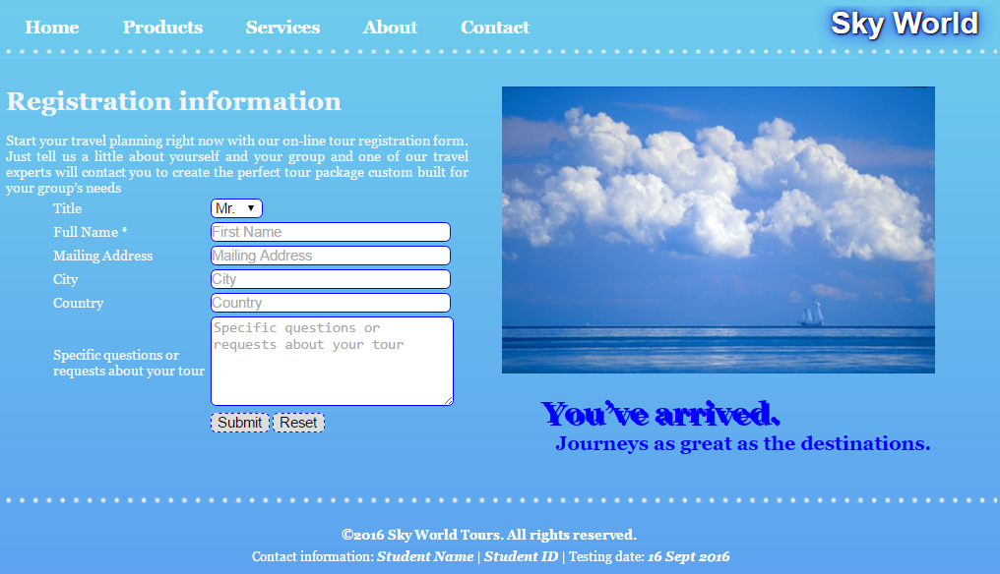 Home Products Services About Contact
Sky World
Registration information
Start your travel planning right now with our on-line tour registration form.
Just tell us a little about yourself and your group and one of our travel
experts will contact you to create the perfect tour package custom built for
your group's needs
Title Mr.
Full Name * First Name
Mailing Address Mailing Address
City City
Country Country
Specific questions or
requests about your tour
Specific questions or
requests about your tour
Submit Reset
You've arrived.
Journeys as great as the destinations.
©2016 Sky World Tours. All rights reserved.
Contact information: Student Name | Student ID | Testing date: 16 Sept 2016